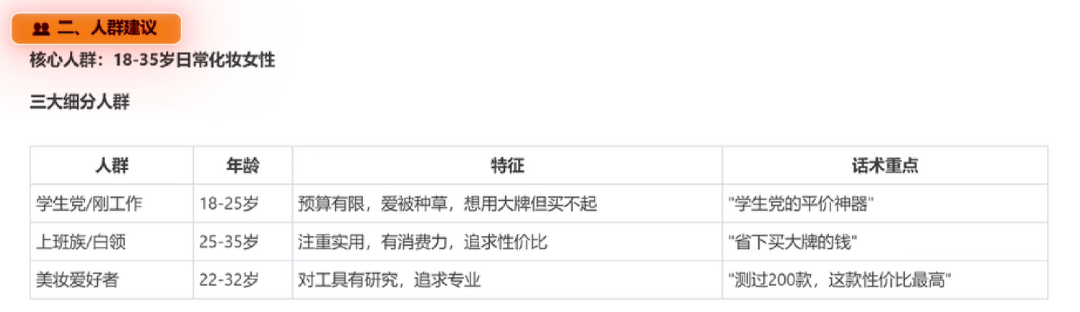 二、人群建议
核心人群：18-35岁日常化妆女性
三大细分人群
人群 年龄 特征 话术重点
学生党/刚工作 18-25岁 预算有限，爱被种草，想用大牌但买不起 "学生党的平价神器"
上班族/白领 25-35岁 注重实用，有消费力，追求性价比 "省下买大牌的钱"
美妆爱好者 22-32岁 对工具有研究，追求专业 "测过200款，这款性价比最高"